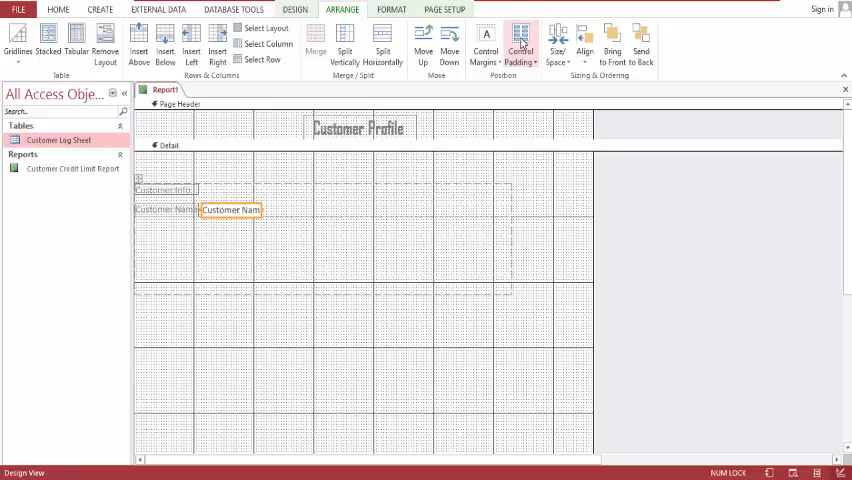 FILE HOME CREATE EXTERNAL DATA DATABASE TOOLS DESIGN ARRANGE FORMAT PAGE SETUP Sign in
Gridlines Stacked Tabular Remove Layout
Insert Above Insert Below Insert Left Insert Right
Select Layout
Select Column
Select Row
Merge Split Vertically Split Horizontally
Move Up Move Down
A
Control Margins Control Padding
Size/ Space Align Bring to Front Send to Back
Table Rows & Columns Merge / Split Move Position Sizing & Ordering
All Access Obje...
Search...
Tables
Customer Log Sheet
Reports
Customer Credit Limit Report
Report1
Page Header
Customer Profile
Detail
Customer Info
Customer Name Customer Nam
Design View NUM LOCK